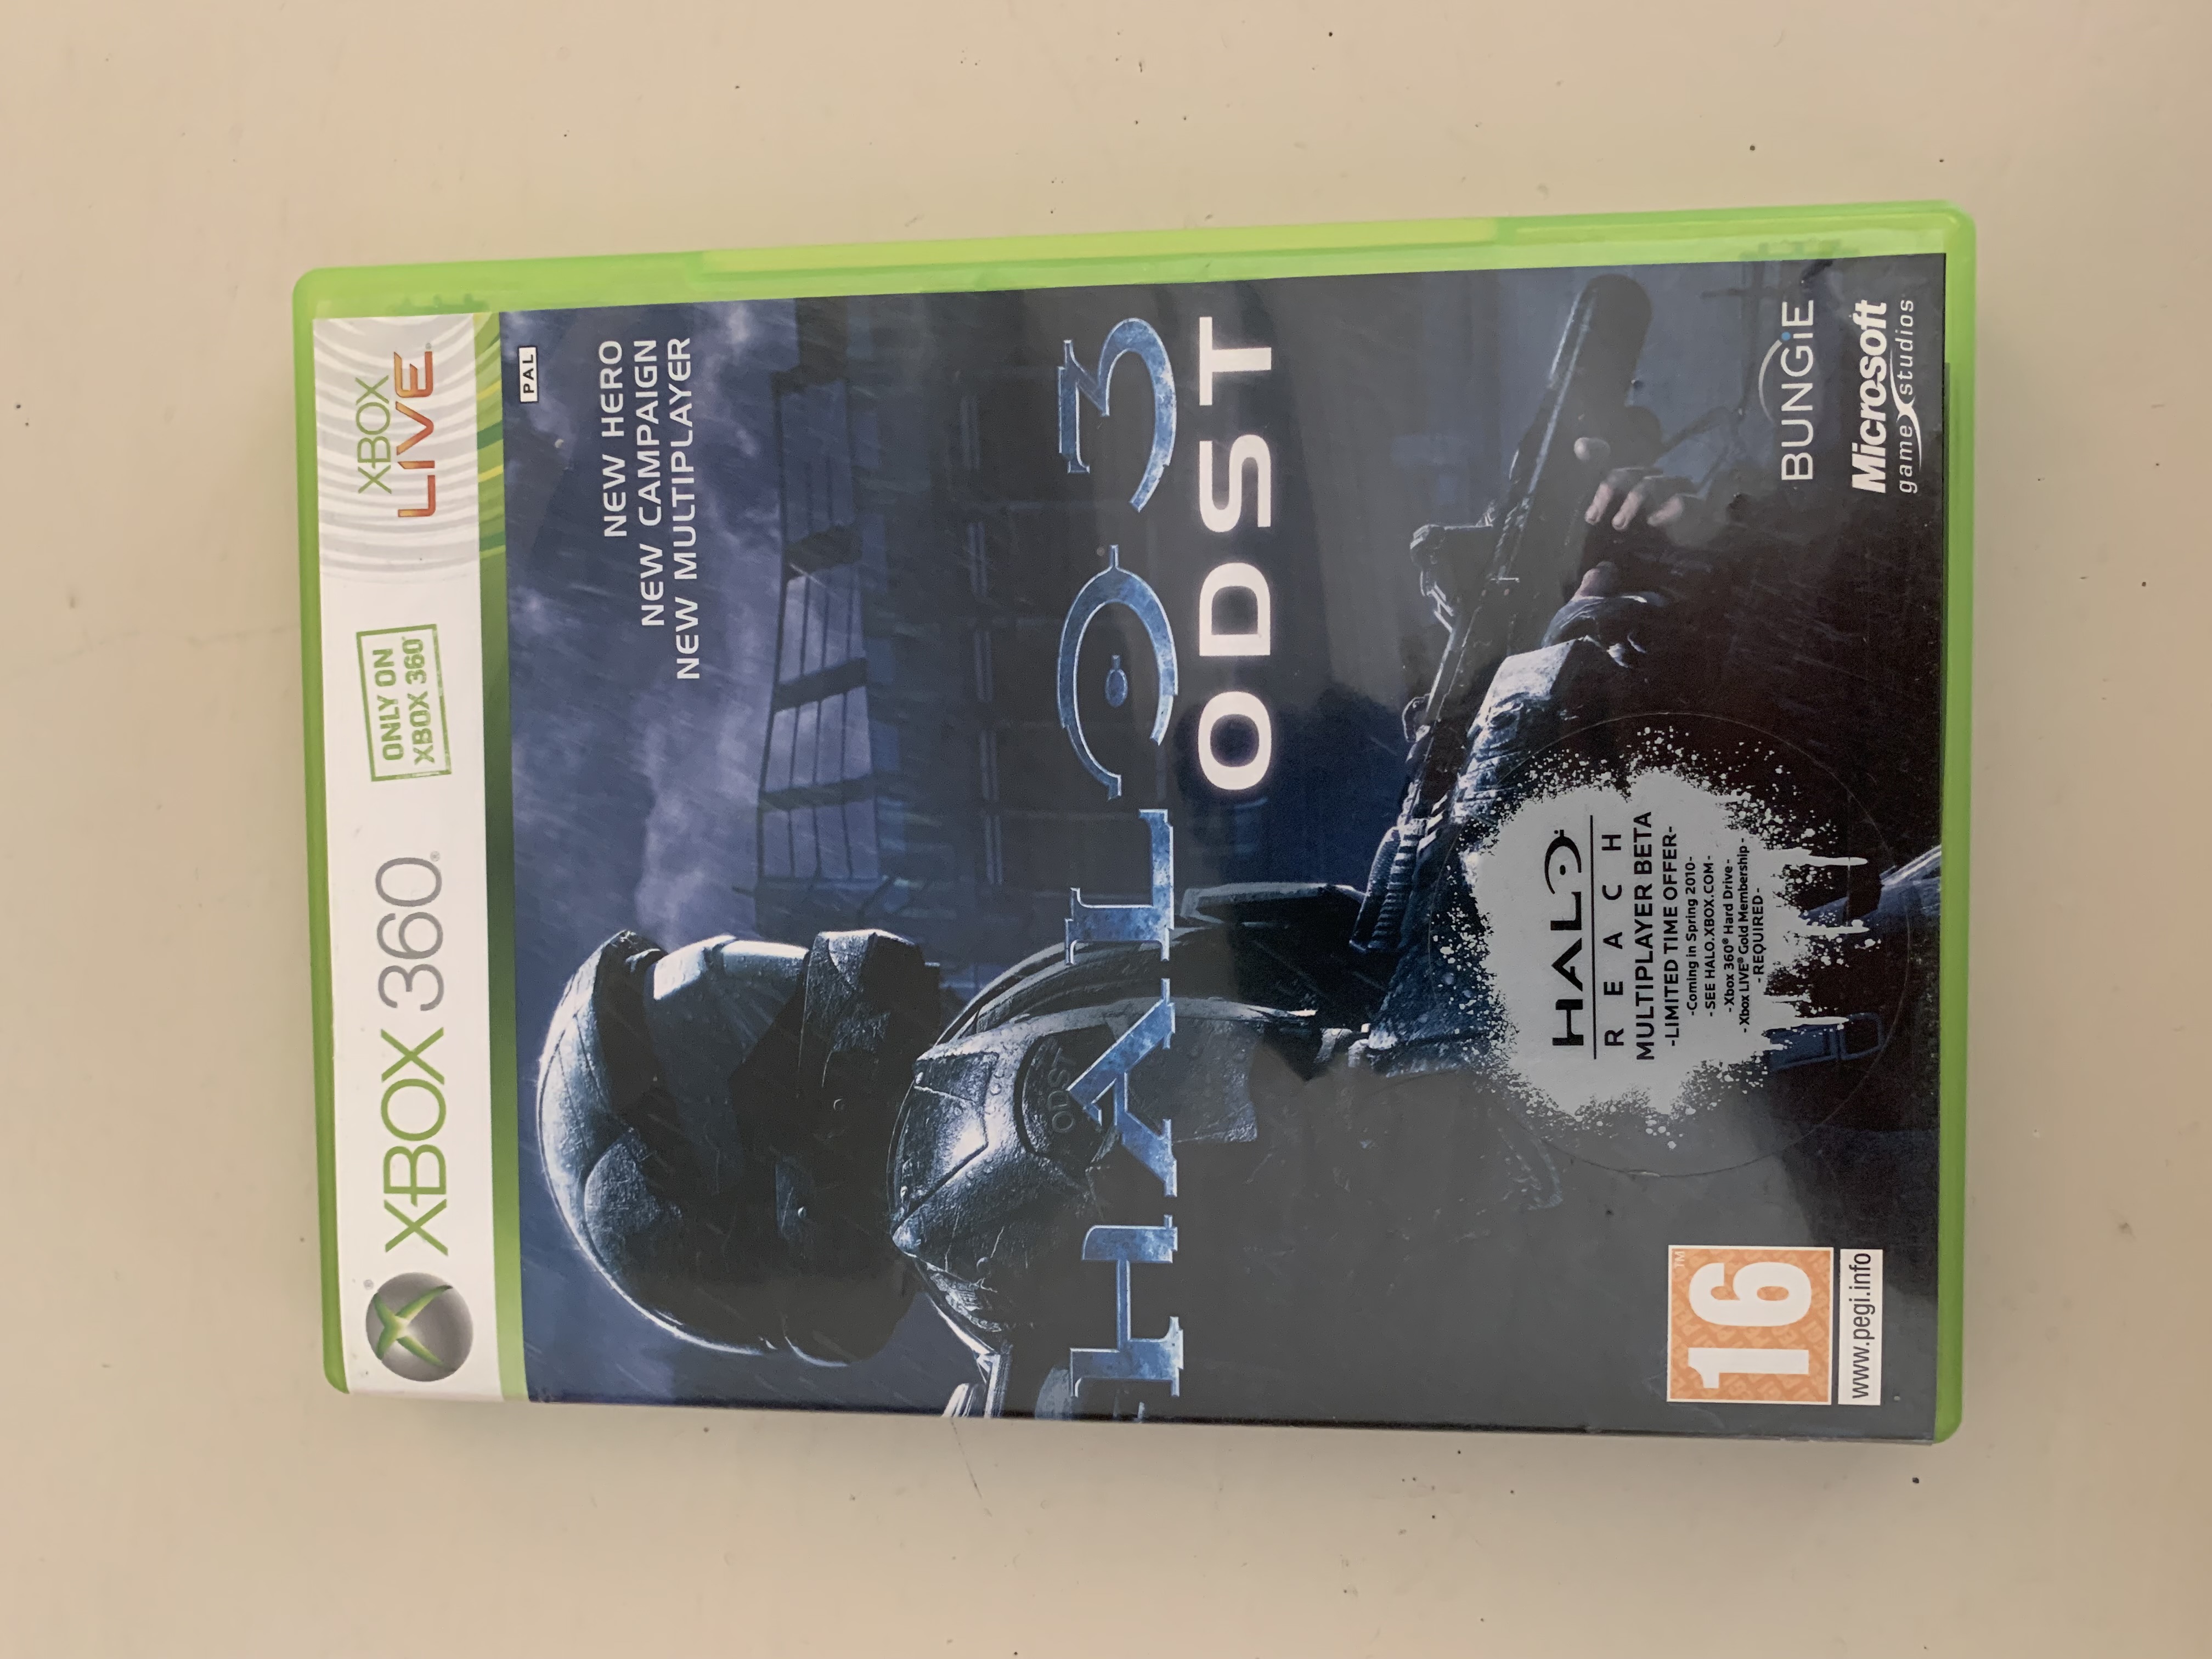 XBOX 360®
ONLY ON
XBOX 360®
XBOX
LIVE®
PAL
NEW HERO
NEW CAMPAIGN
NEW MULTIPLAYER
ODST
HALO 3
ODST
HALO
REACH
MULTIPLAYER BETA
-LIMITED TIME OFFER-
-Coming in Spring 2010-
-SEE HALO.XBOX.COM-
-Xbox 360® Hard Drive-
-Xbox LIVE® Gold Membership-
-REQUIRED-
16™
www.pegi.info
BUNGiE
Microsoft
game studios